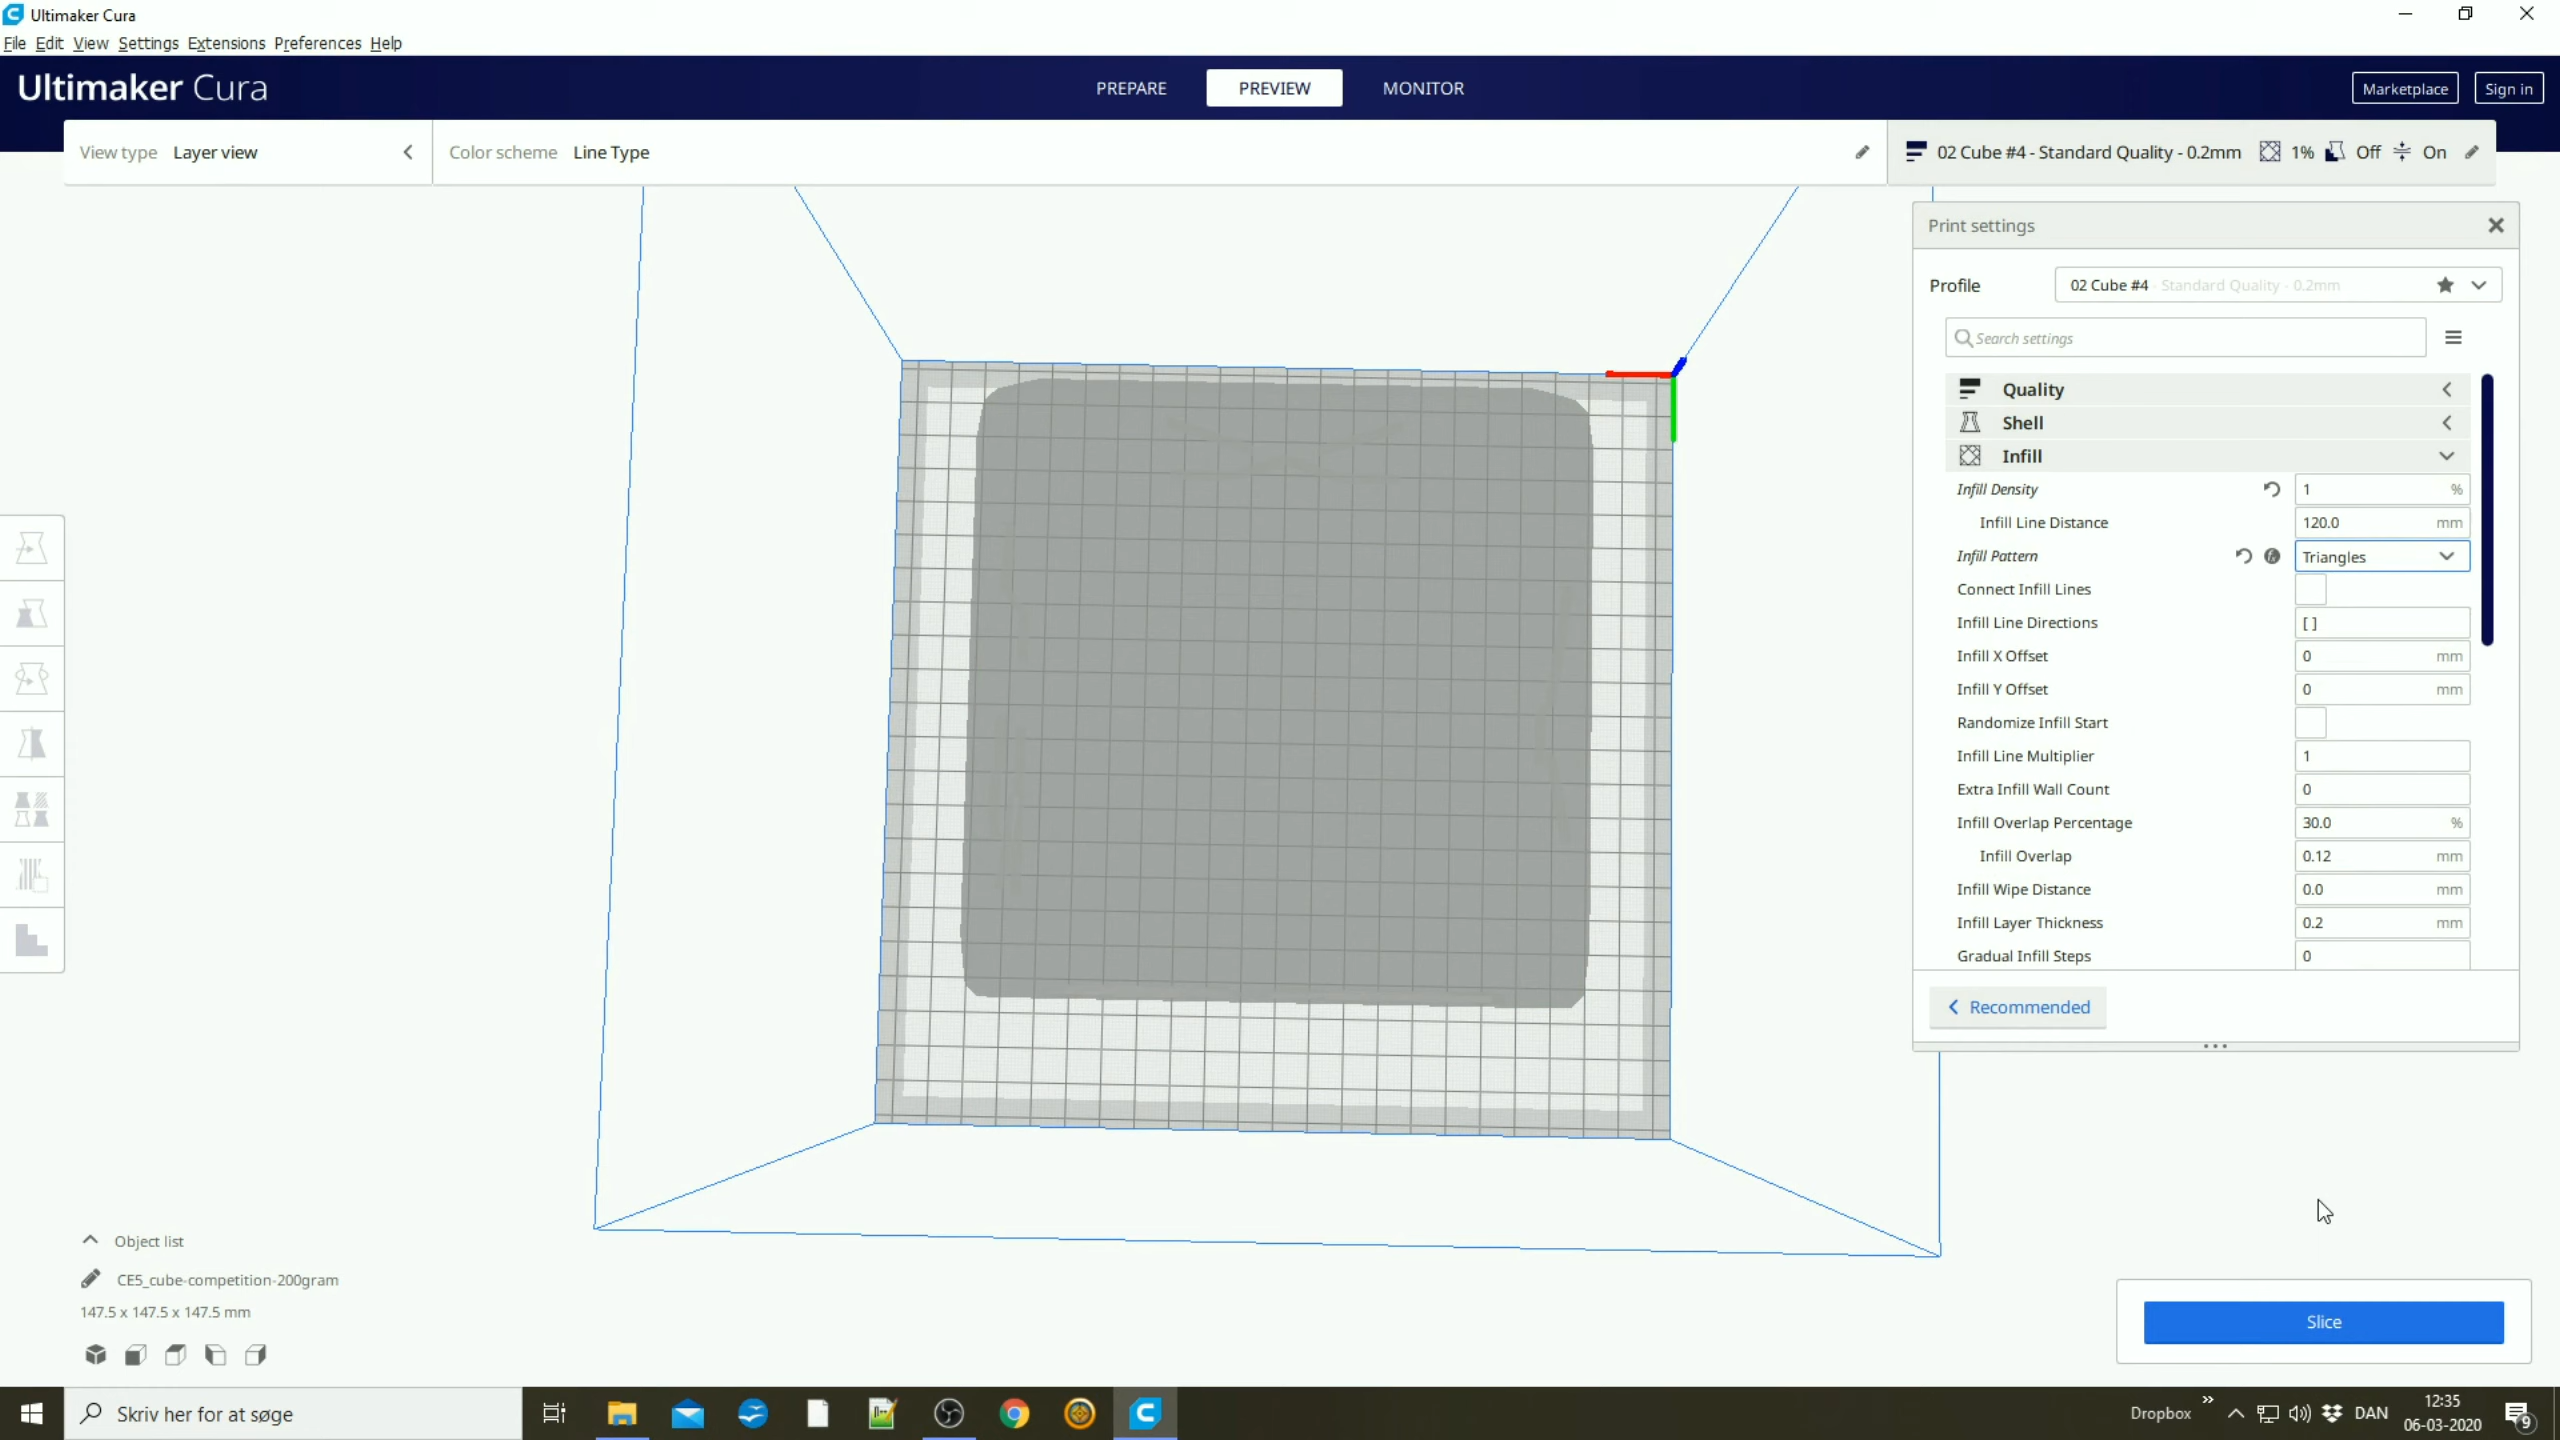 Ultimaker Cura
File Edit View Settings Extensions Preferences Help
Ultimaker Cura
PREPARE
PREVIEW
MONITOR
Marketplace
Sign in
View type Layer view
Color scheme Line Type
02 Cube #4 - Standard Quality - 0.2mm 1% Off On
Print settings
Profile
02 Cube #4 - Standard Quality - 0.2mm
Search settings
Quality
Shell
Infill
Infill Density 1 %
Infill Line Distance 120.0 mm
Infill Pattern Triangles
Connect Infill Lines
Infill Line Directions [ ]
Infill X Offset 0 mm
Infill Y Offset 0 mm
Randomize Infill Start
Infill Line Multiplier 1
Extra Infill Wall Count 0
Infill Overlap Percentage 30.0 %
Infill Overlap 0.12 mm
Infill Wipe Distance 0.0 mm
Infill Layer Thickness 0.2 mm
Gradual Infill Steps 0
Recommended
Object list
CE5_cube-competition-200gram
147.5 x 147.5 x 147.5 mm
Slice
Skriv her for at søge
Dropbox
DAN
12:35
06-03-2020
9